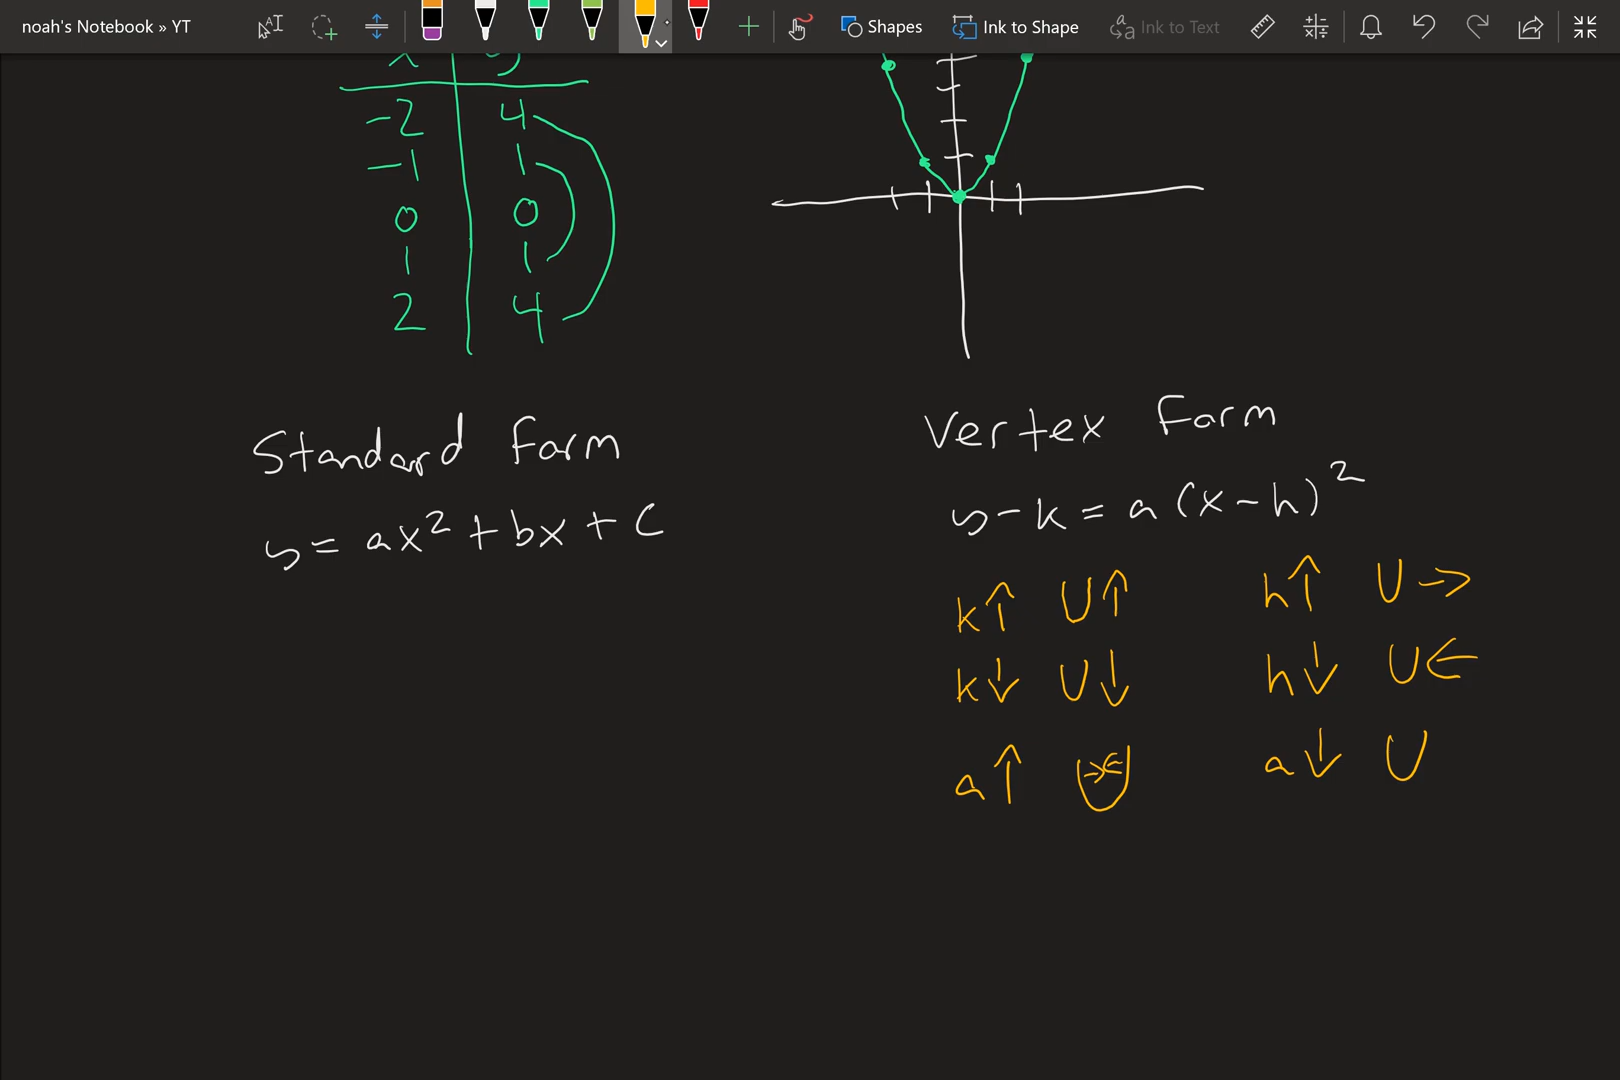 noah's Notebook » YT Shapes Ink to Shape Ink to Text
x y
-2 4
-1 1
0 0
1 1
2 4
Standard Form
y = ax² + bx + c
Vertex Form
y - k = a (x - h)²
k↑ U↑ h↑ U→
k↓ U↓ h↓ U←
a↑ U→← a↓ U